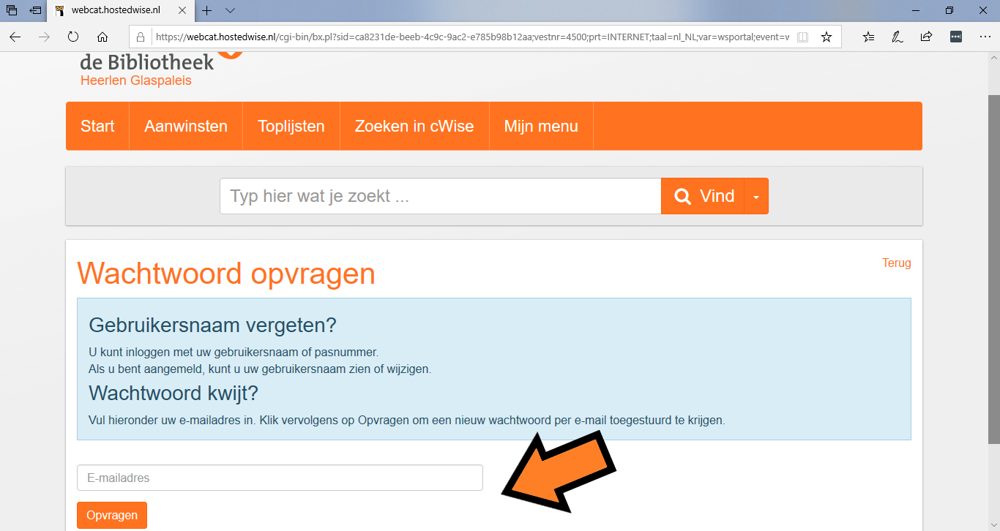 webcat.hostedwise.nl
https://webcat.hostedwise.nl/cgi-bin/bx.pl?sid=ca8231de-beeb-4c9c-9ac2-e785b98b12aa;vestnr=4500;prt=INTERNET;taal=nl_NL;var=wsportal;event=w
de Bibliotheek
Heerlen Glaspaleis
Start Aanwinsten Toplijsten Zoeken in cWise Mijn menu
Typ hier wat je zoekt ... Vind
Wachtwoord opvragen Terug
Gebruikersnaam vergeten?
U kunt inloggen met uw gebruikersnaam of pasnummer.
Als u bent aangemeld, kunt u uw gebruikersnaam zien of wijzigen.
Wachtwoord kwijt?
Vul hieronder uw e-mailadres in. Klik vervolgens op Opvragen om een nieuw wachtwoord per e-mail toegestuurd te krijgen.
E-mailadres
Opvragen